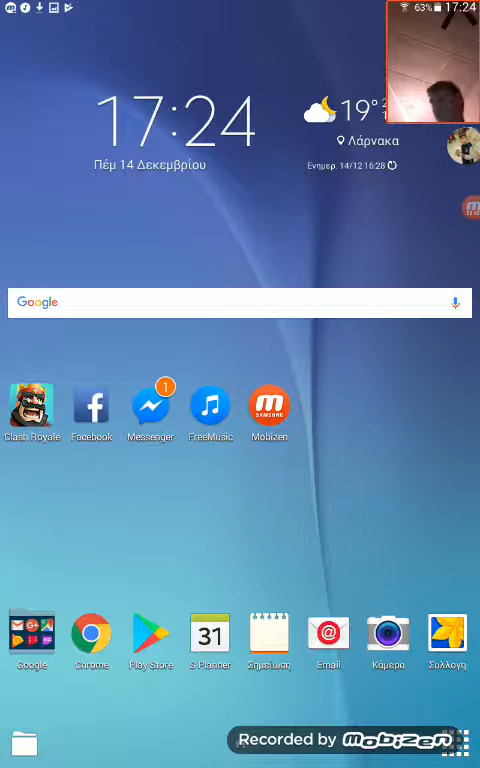 63% 17:24
17:24
19°
Λάρνακα
Πέμ 14 Δεκεμβρίου
Ενημερ. 14/12 16:28
Google
1
Clash Royale Facebook Messenger FreeMusic Mobizen
SAMSUNG
31
Google Chrome Play Store S Planner Σημείωση Email Κάμερα Συλλογή
Recorded by mobizen